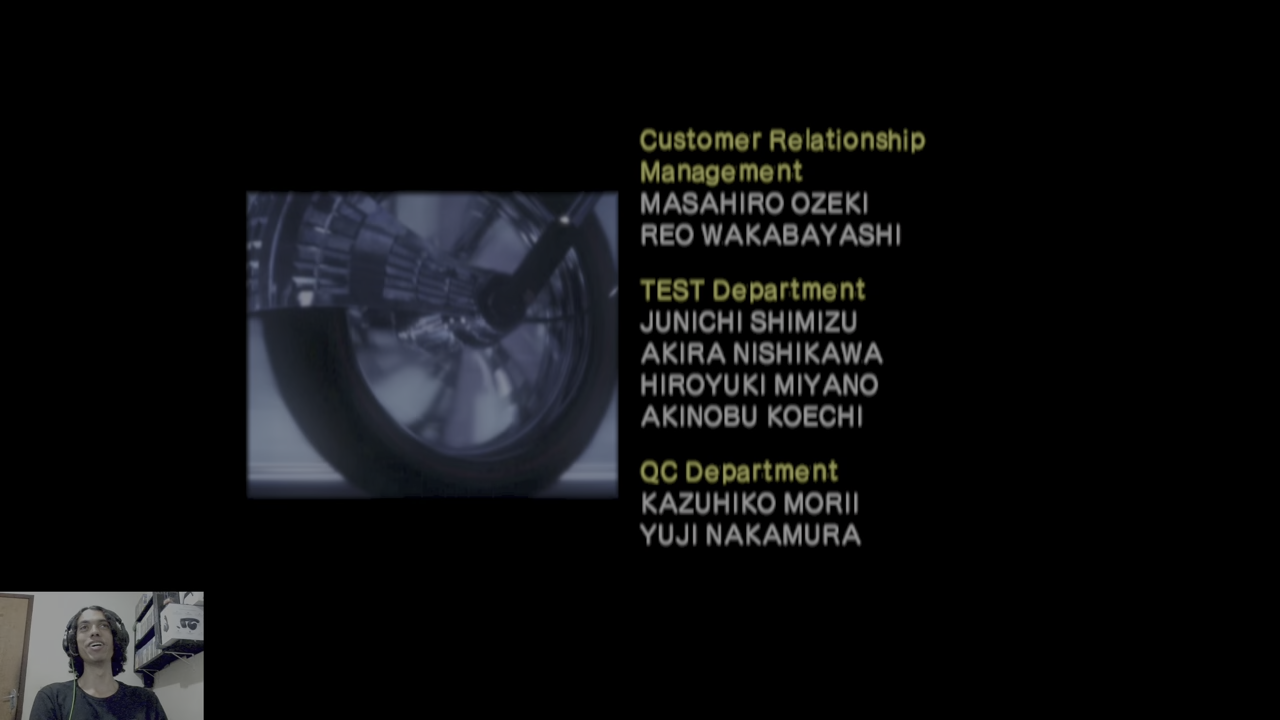 Customer Relationship
Management
MASAHIRO OZEKI
REO WAKABAYASHI
TEST Department
JUNICHI SHIMIZU
AKIRA NISHIKAWA
HIROYUKI MIYANO
AKINOBU KOECHI
QC Department
KAZUHIKO MORII
YUJI NAKAMURA